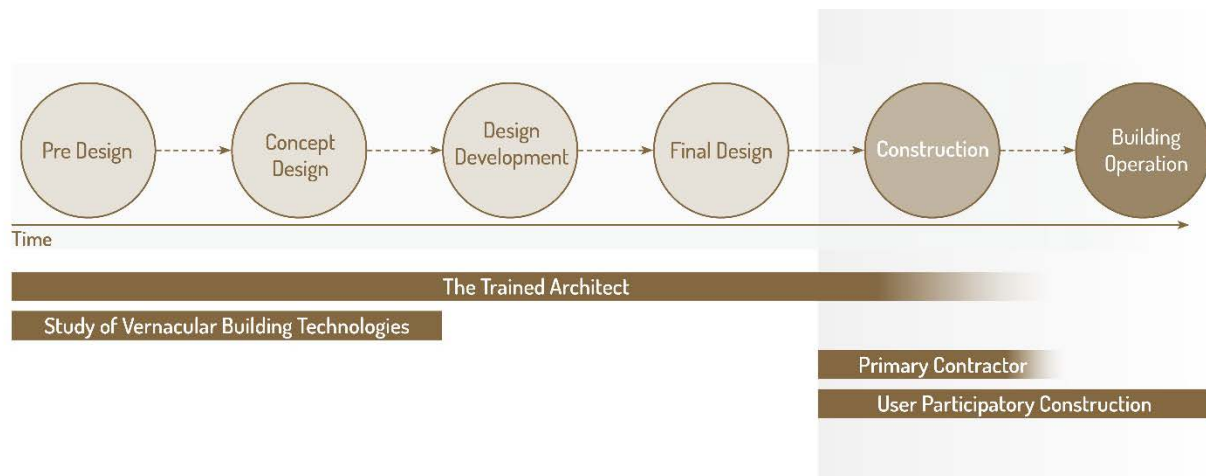 Pre Design
Concept
Design
Design
Development
Final Design
Construction
Building
Operation
Time
The Trained Architect
Study of Vernacular Building Technologies
Primary Contractor
User Participatory Construction